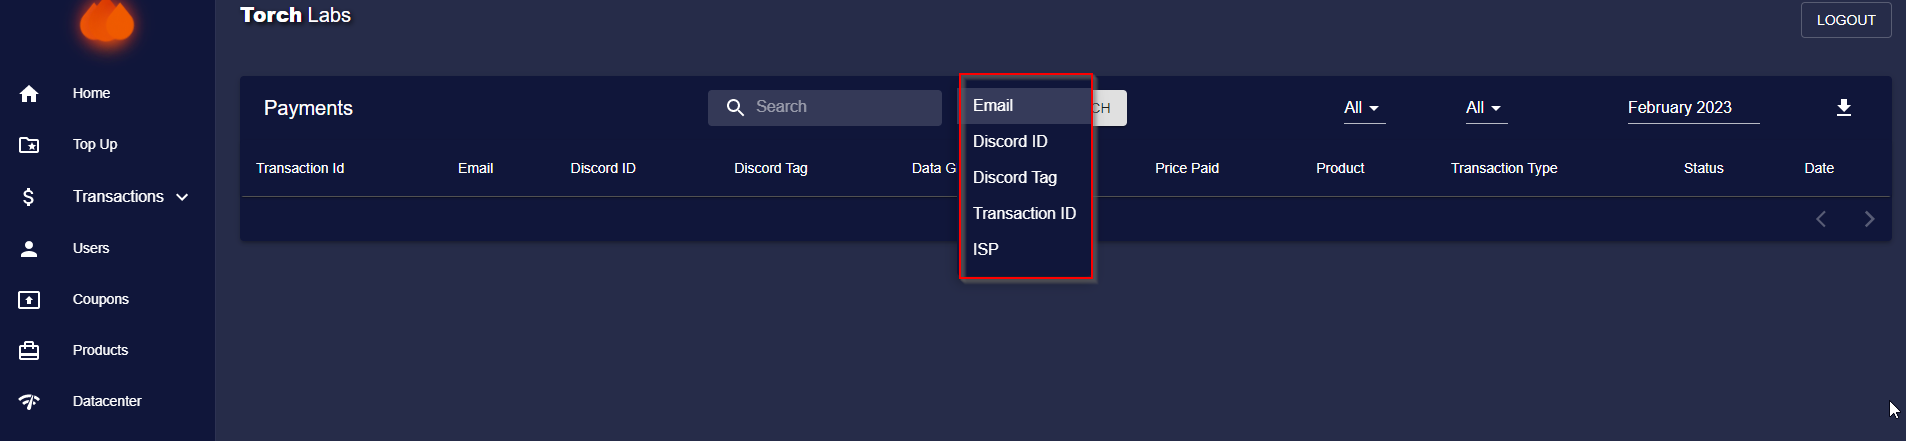 Torch Labs
LOGOUT
Home
Top Up
Transactions
Users
Coupons
Products
Datacenter
Payments
Search
CH
All
All
February 2023
Transaction Id
Email
Discord ID
Discord Tag
Data G
Price Paid
Product
Transaction Type
Status
Date
Email
Discord ID
Discord Tag
Transaction ID
ISP